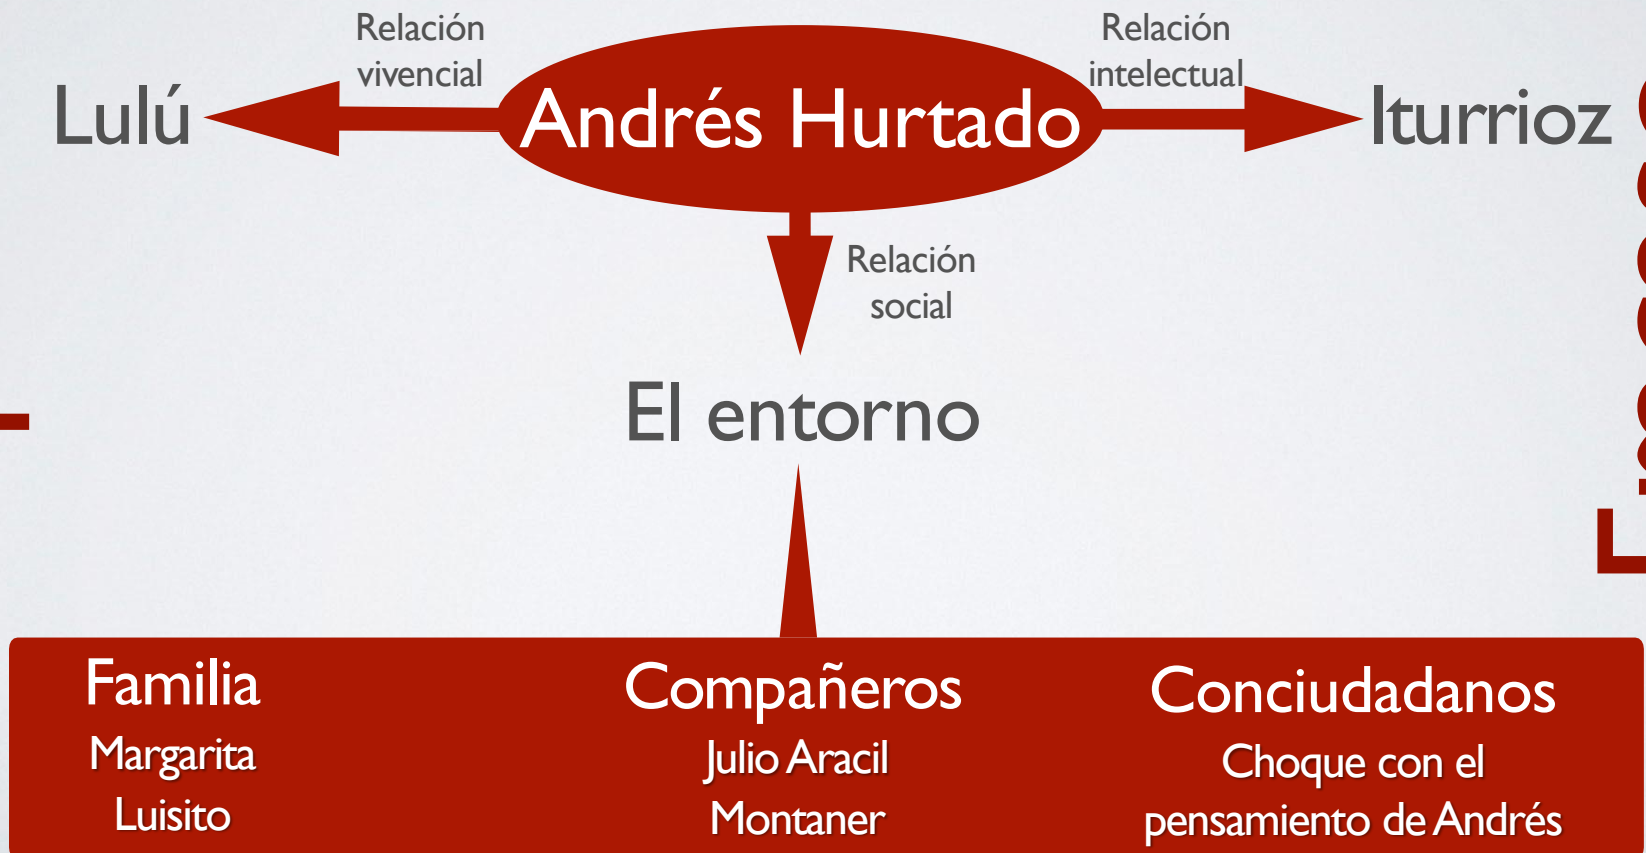 Relación
vivencial
Relación
intelectual
Lulú
Andrés Hurtado
Iturrioz
Relación
social
El entorno
Familia
Margarita
Luisito
Compañeros
Julio Aracil
Montaner
Conciudadanos
Choque con el
pensamiento de Andrés